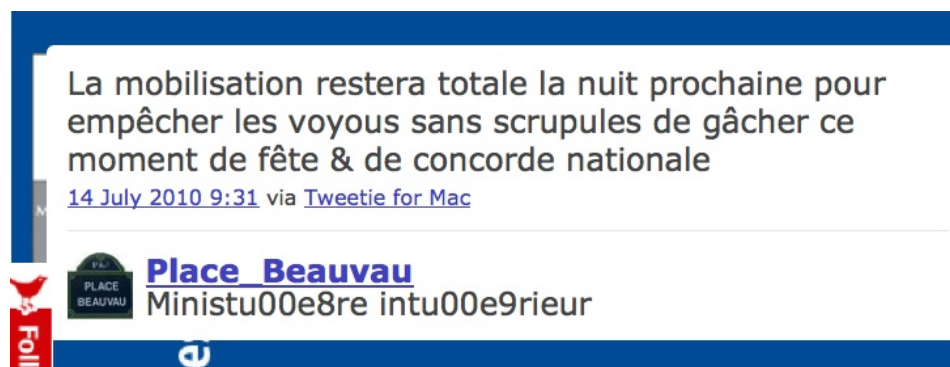 La mobilisation restera totale la nuit prochaine pour
empêcher les voyous sans scrupules de gâcher ce
moment de fête & de concorde nationale
14 July 2010 9:31 via Tweetie for Mac
PLACE
BEAUVAU
Place_Beauvau
Ministu00e8re intu00e9rieur
Foll
e